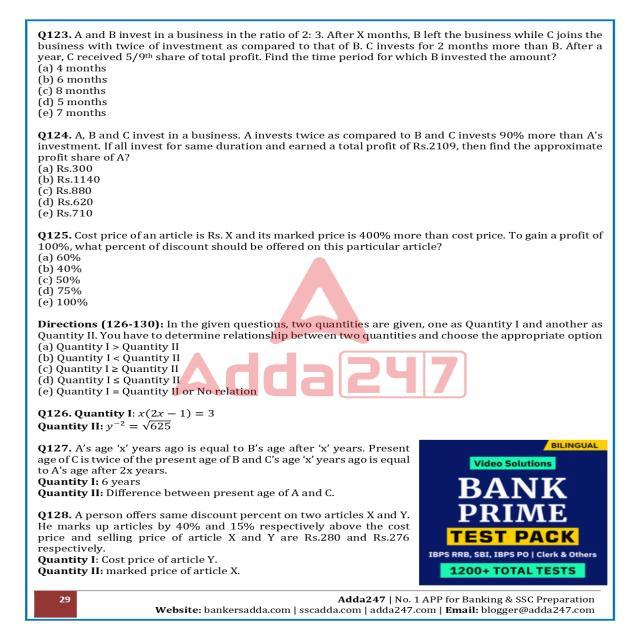 Q123. A and B invest in a business in the ratio of 2: 3. After X months, B left the business while C joins the
business with twice of investment as compared to that of B. C invests for 2 months more than B. After a
year, C received 5/9th share of total profit. Find the time period for which B invested the amount?
(a) 4 months
(b) 6 months
(c) 8 months
(d) 5 months
(e) 7 months
Q124. A, B and C invest in a business. A invests twice as compared to B and C invests 90% more than A's
investment. If all invest for same duration and earned a total profit of Rs.2109, then find the approximate
profit share of A?
(a) Rs.300
(b) Rs.1140
(c) Rs.880
(d) Rs.620
(e) Rs.710
Q125. Cost price of an article is Rs. X and its marked price is 400% more than cost price. To gain a profit of
100%, what percent of discount should be offered on this particular article?
(a) 60%
(b) 40%
(c) 50%
(d) 75%
(e) 100%
Directions (126-130): In the given questions, two quantities are given, one as Quantity I and another as
Quantity II. You have to determine relationship between two quantities and choose the appropriate option
(a) Quantity I > Quantity II
(b) Quantity I < Quantity II
(c) Quantity I ≥ Quantity II
(d) Quantity I ≤ Quantity II
(e) Quantity I = Quantity II or No relation
Adda247
Q126. Quantity I: x(2x − 1) = 3
Quantity II: y⁻² = √625
Q127. A's age 'x' years ago is equal to B's age after 'x' years. Present
age of C is twice of the present age of B and C's age 'x' years ago is equal
to A's age after 2x years.
Quantity I: 6 years
Quantity II: Difference between present age of A and C.
Q128. A person offers same discount percent on two articles X and Y.
He marks up articles by 40% and 15% respectively above the cost
price and selling price of article X and Y are Rs.280 and Rs.276
respectively.
Quantity I: Cost price of article Y.
Quantity II: marked price of article X.
BILINGUAL
Video Solutions
BANK
PRIME
TEST PACK
IBPS RRB, SBI, IBPS PO | Clerk & Others
1200+ TOTAL TESTS
29
Adda247 | No. 1 APP for Banking & SSC Preparation
Website: bankersadda.com | sscadda.com | adda247.com | Email: blogger@adda247.com